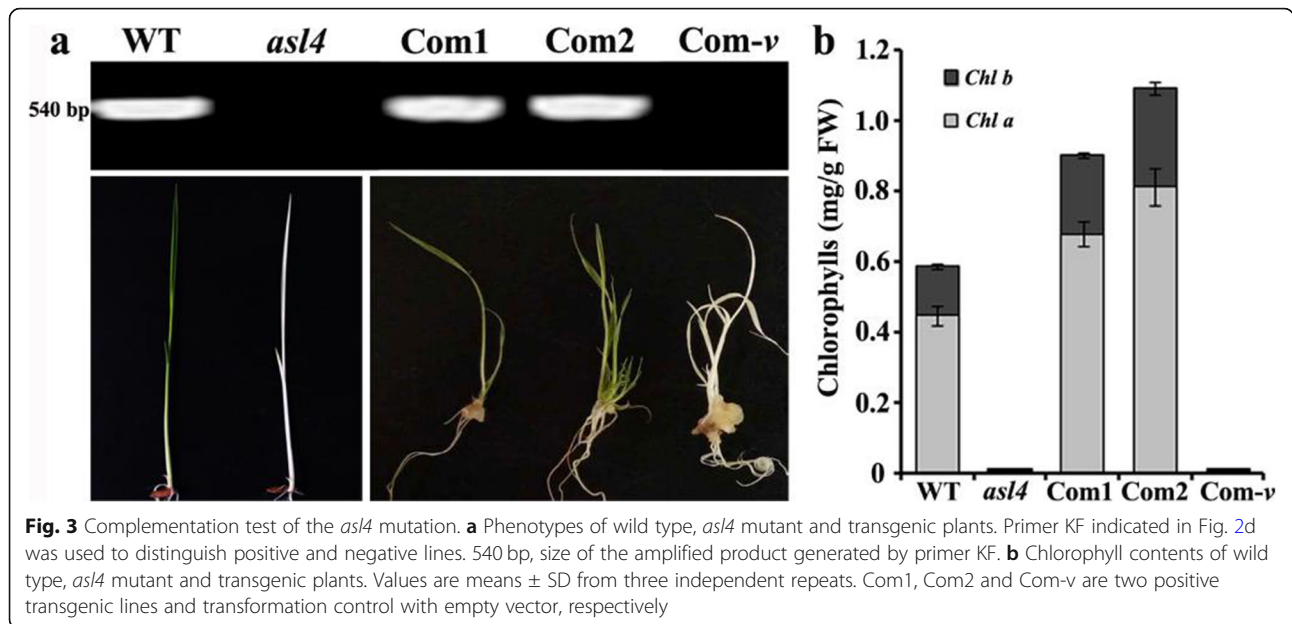 a WT asl4 Com1 Com2 Com-v
540 bp
b
1.2
1.0
0.8
0.6
0.4
0.2
0
Chlorophylls (mg/g FW)
Chl b
Chl a
WT asl4 Com1 Com2 Com-v
Fig. 3 Complementation test of the asl4 mutation. a Phenotypes of wild type, asl4 mutant and transgenic plants. Primer KF indicated in Fig. 2d
was used to distinguish positive and negative lines. 540 bp, size of the amplified product generated by primer KF. b Chlorophyll contents of wild
type, asl4 mutant and transgenic plants. Values are means ± SD from three independent repeats. Com1, Com2 and Com-v are two positive
transgenic lines and transformation control with empty vector, respectively